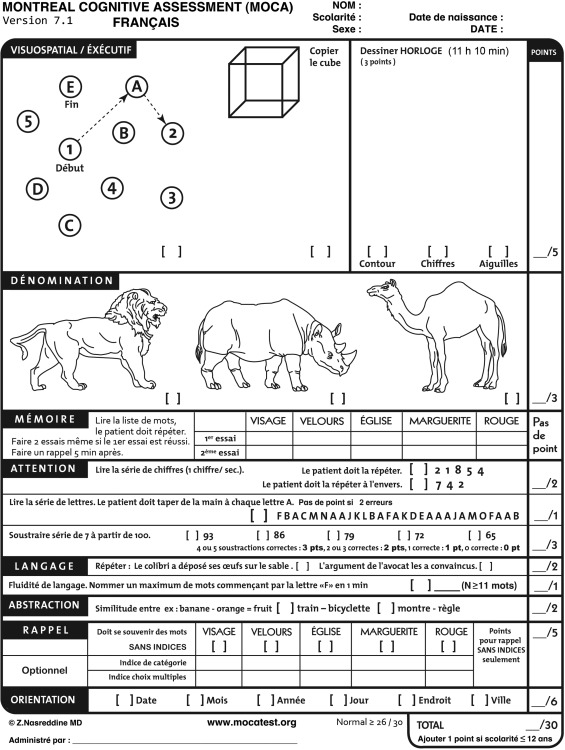 MONTREAL COGNITIVE ASSESSMENT (MOCA)
Version 7.1 FRANÇAIS
NOM :
Scolarité : Date de naissance :
Sexe : DATE :
VISUOSPATIAL / ÉXÉCUTIF
Copier le cube
Dessiner HORLOGE (11 h 10 min)
( 3 points )
POINTS
E
Fin
A
5
B
2
1
Début
D
4
3
C
[ ] [ ] [ ] [ ] [ ]
Contour Chiffres Aiguilles
__/5
DÉNOMINATION
[ ] [ ] [ ] __/3
MÉMOIRE
Lire la liste de mots,
le patient doit répéter.
Faire 2 essais même si le 1er essai est réussi.
Faire un rappel 5 min après.
VISAGE VELOURS ÉGLISE MARGUERITE ROUGE
1er essai
2ème essai
Pas de point
ATTENTION
Lire la série de chiffres (1 chiffre/ sec.). Le patient doit la répéter. [ ] 2 1 8 5 4
Le patient doit la répéter à l'envers. [ ] 7 4 2 __/2
Lire la série de lettres. Le patient doit taper de la main à chaque lettre A. Pas de point si 2 erreurs
[ ] F B A C M N A A J K L B A F A K D E A A A J A M O F A A B __/1
Soustraire série de 7 à partir de 100. [ ] 93 [ ] 86 [ ] 79 [ ] 72 [ ] 65
4 ou 5 soustractions correctes : 3 pts, 2 ou 3 correctes : 2 pts, 1 correcte : 1 pt, 0 correcte : 0 pt __/3
LANGAGE Répéter : Le colibri a déposé ses œufs sur le sable . [ ] L'argument de l'avocat les a convaincus. [ ] __/2
Fluidité de langage. Nommer un maximum de mots commençant par la lettre «F» en 1 min [ ] ____ (N≥11 mots) __/1
ABSTRACTION Similitude entre ex : banane - orange = fruit [ ] train – bicyclette [ ] montre - règle __/2
RAPPEL
Doit se souvenir des mots
SANS INDICES
VISAGE VELOURS ÉGLISE MARGUERITE ROUGE
[ ] [ ] [ ] [ ] [ ]
Points pour rappel SANS INDICES seulement
__/5
Optionnel
Indice de catégorie
Indice choix multiples
ORIENTATION [ ] Date [ ] Mois [ ] Année [ ] Jour [ ] Endroit [ ] Ville __/6
© Z.Nasreddine MD www.mocatest.org Normal ≥ 26 / 30 TOTAL __/30
Administré par : Ajouter 1 point si scolarité ≤ 12 ans